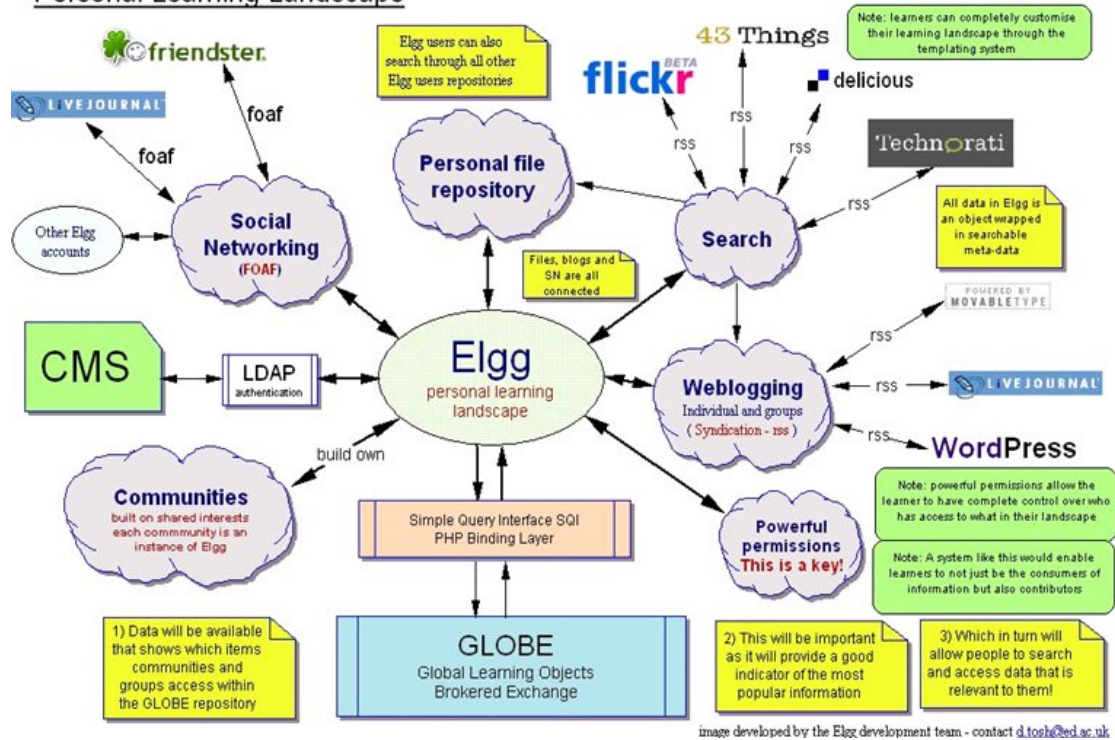 Personal Learning Landscape
friendster.
LIVEJOURNAL
foaf
foaf
Other Elgg
accounts
Social
Networking
(FOAF)
Elgg users can also
search through all other
Elgg users repositories
Personal file
repository
Files, blogs and
SN are all
connected
43 Things
flickr
BETA
delicious
Technorati
rss
rss
rss
rss
Search
Note: learners can completely customise
their learning landscape through the
templating system
All data in Elgg is
an object wrapped
in searchable
meta-data
POWERED BY
MOVABLETYPE
rss
LIVEJOURNAL
rss
WordPress
rss
CMS
LDAP
authentication
Elgg
personal learning
landscape
Weblogging
Individual and groups
( Syndication - rss )
build own
Communities
built on shared interests
each commmunity is an
instance of Elgg
Simple Query Interface SQI
PHP Binding Layer
Powerful
permissions
This is a key!
Note: powerful permissions allow the
learner to have complete control over who
has access to what in their landscape
Note: A system like this would enable
learners to not just be the consumers of
information but also contributors
1) Data will be available
that shows which items
communities and
groups access within
the GLOBE repository
GLOBE
Global Learning Objects
Brokered Exchange
2) This will be important
as it will provide a good
indicator of the most
popular information
3) Which in turn will
allow people to search
and access data that is
relevant to them!
image developed by the Elgg development team - contact d.tosh@ed.ac.uk